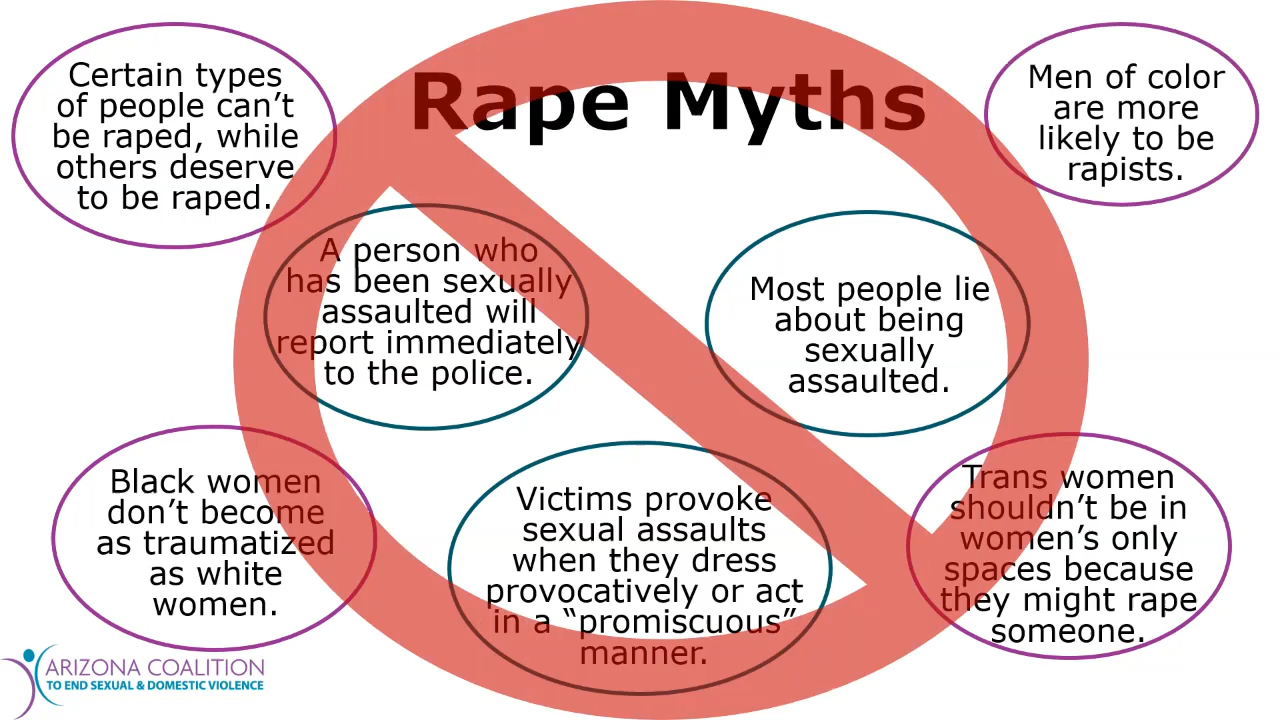 Rape Myths
Certain types
of people can't
be raped, while
others deserve
to be raped.
Men of color
are more
likely to be
rapists.
A person who
has been sexually
assaulted will
report immediately
to the police.
Most people lie
about being
sexually
assaulted.
Black women
don't become
as traumatized
as white
women.
Victims provoke
sexual assaults
when they dress
provocatively or act
in a “promiscuous”
manner.
Trans women
shouldn't be in
women's only
spaces because
they might rape
someone.
ARIZONA COALITION
TO END SEXUAL & DOMESTIC VIOLENCE